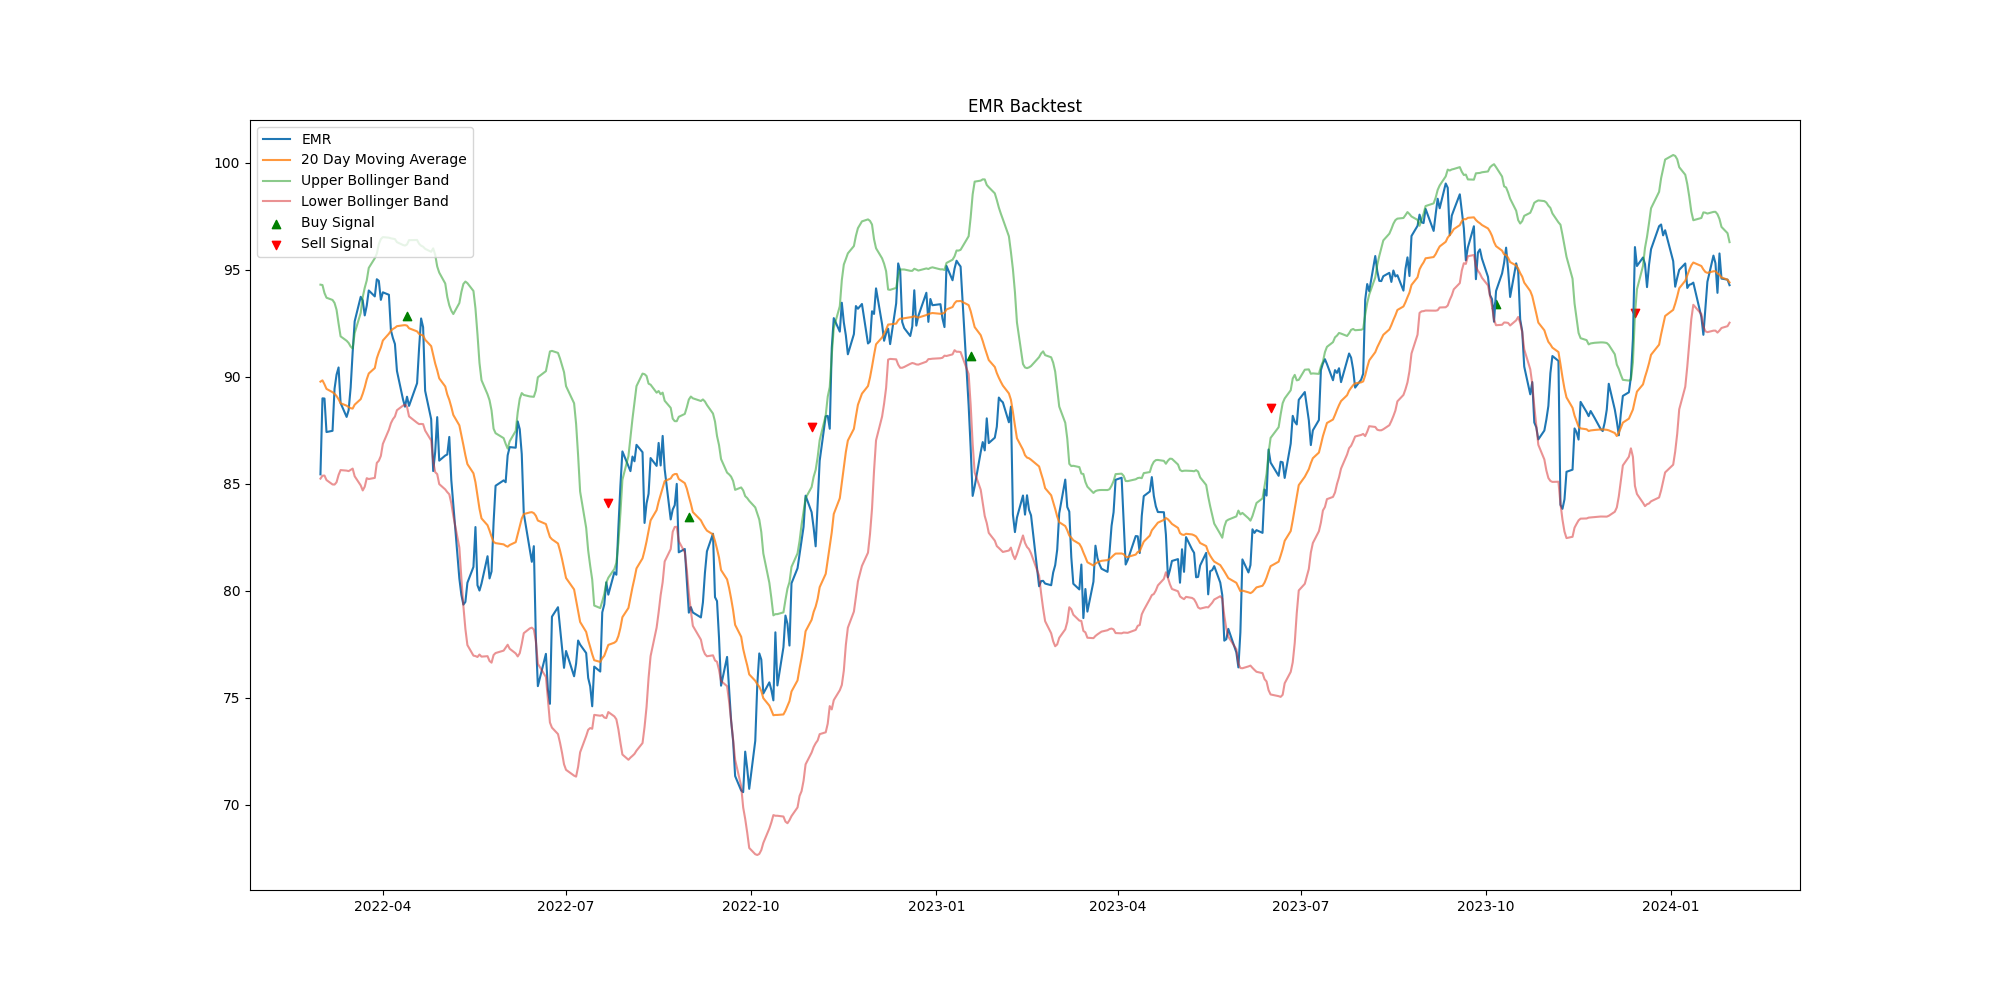 EMR Backtest
EMR
20 Day Moving Average
Upper Bollinger Band
Lower Bollinger Band
Buy Signal
Sell Signal
100
95
90
85
80
75
70
2022-04 2022-07 2022-10 2023-01 2023-04 2023-07 2023-10 2024-01